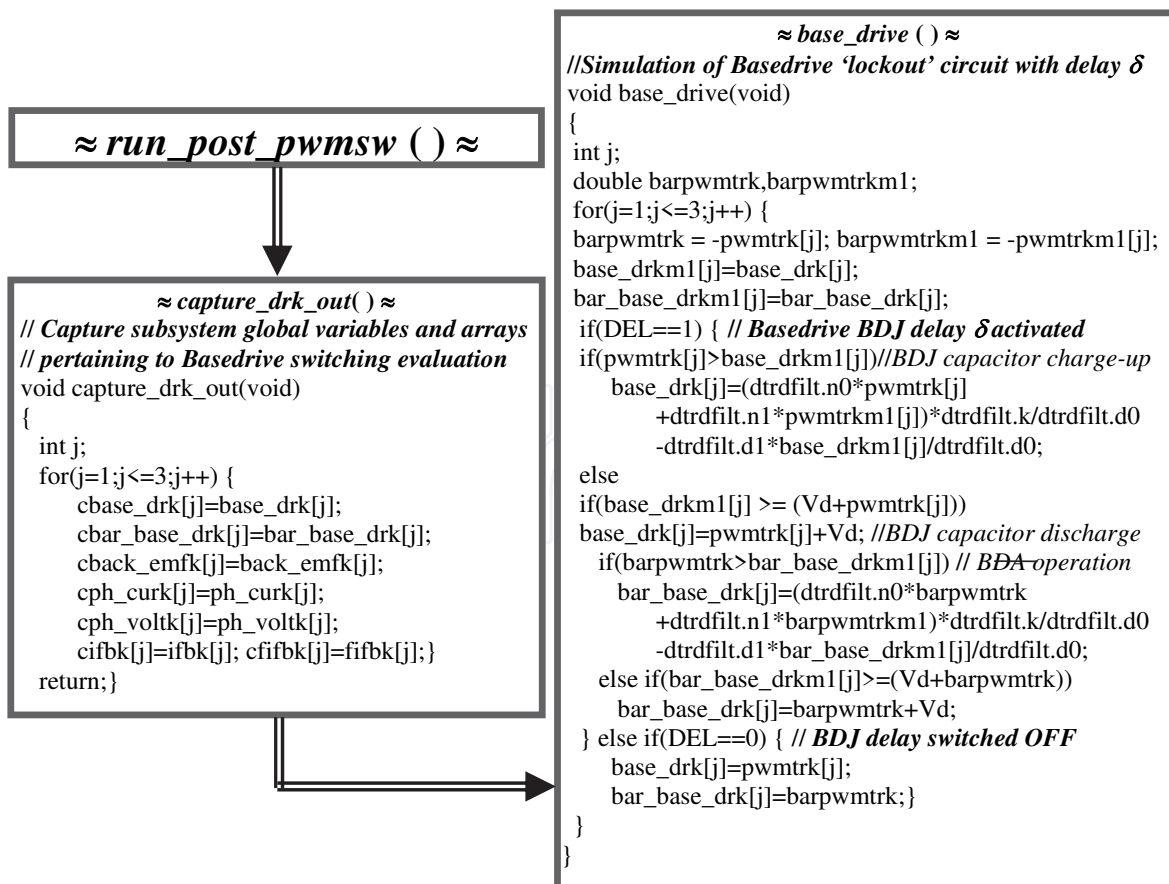 ≈ run_post_pwmsw ( ) ≈
≈ capture_drk_out( ) ≈
// Capture subsystem global variables and arrays
// pertaining to Basedrive switching evaluation
void capture_drk_out(void)
{
int j;
for(j=1;j<=3;j++) {
cbase_drk[j]=base_drk[j];
cbar_base_drk[j]=bar_base_drk[j];
cback_emfk[j]=back_emfk[j];
cph_curk[j]=ph_curk[j];
cph_voltk[j]=ph_voltk[j];
cifbk[j]=ifbk[j]; cfifbk[j]=fifbk[j];}
return;}
≈ base_drive ( ) ≈
//Simulation of Basedrive ‘lockout’ circuit with delay δ
void base_drive(void)
{
int j;
double barpwmtrk,barpwmtrkm1;
for(j=1;j<=3;j++) {
barpwmtrk = -pwmtrk[j]; barpwmtrkm1 = -pwmtrkm1[j];
base_drkm1[j]=base_drk[j];
bar_base_drkm1[j]=bar_base_drk[j];
if(DEL==1) { // Basedrive BDJ delay δ activated
if(pwmtrk[j]>base_drkm1[j])//BDJ capacitor charge-up
base_drk[j]=(dtrdfilt.n0*pwmtrk[j]
+dtrdfilt.n1*pwmtrkm1[j])*dtrdfilt.k/dtrdfilt.d0
-dtrdfilt.d1*base_drkm1[j]/dtrdfilt.d0;
else
if(base_drkm1[j] >= (Vd+pwmtrk[j]))
base_drk[j]=pwmtrk[j]+Vd; //BDJ capacitor discharge
if(barpwmtrk>bar_base_drkm1[j]) // BDA operation
bar_base_drk[j]=(dtrdfilt.n0*barpwmtrk
+dtrdfilt.n1*barpwmtrkm1)*dtrdfilt.k/dtrdfilt.d0
-dtrdfilt.d1*bar_base_drkm1[j]/dtrdfilt.d0;
else if(bar_base_drkm1[j]>=(Vd+barpwmtrk))
bar_base_drk[j]=barpwmtrk+Vd;
} else if(DEL==0) { // BDJ delay switched OFF
base_drk[j]=pwmtrk[j];
bar_base_drk[j]=barpwmtrk;}
}
}